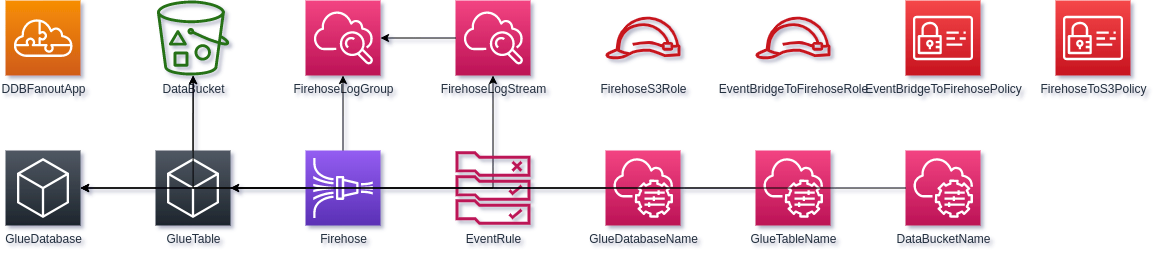 DDBFanoutApp
DataBucket
FirehoseLogGroup
FirehoseLogStream
FirehoseS3Role
EventBridgeToFirehoseRole
EventBridgeToFirehosePolicy
FirehoseToS3Policy
GlueDatabase
GlueTable
Firehose
EventRule
GlueDatabaseName
GlueTableName
DataBucketName